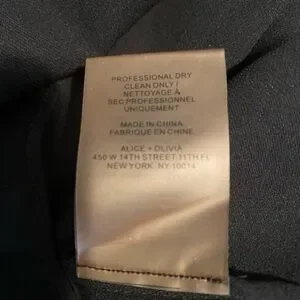 PROFESSIONAL DRY
CLEAN ONLY /
NETTOYAGE À
SEC PROFESSIONNEL
UNIQUEMENT
MADE IN CHINA
FABRIQUE EN CHINE
ALICE + OLIVIA
450 W 14TH STREET 11TH FL
NEW YORK, NY 10014